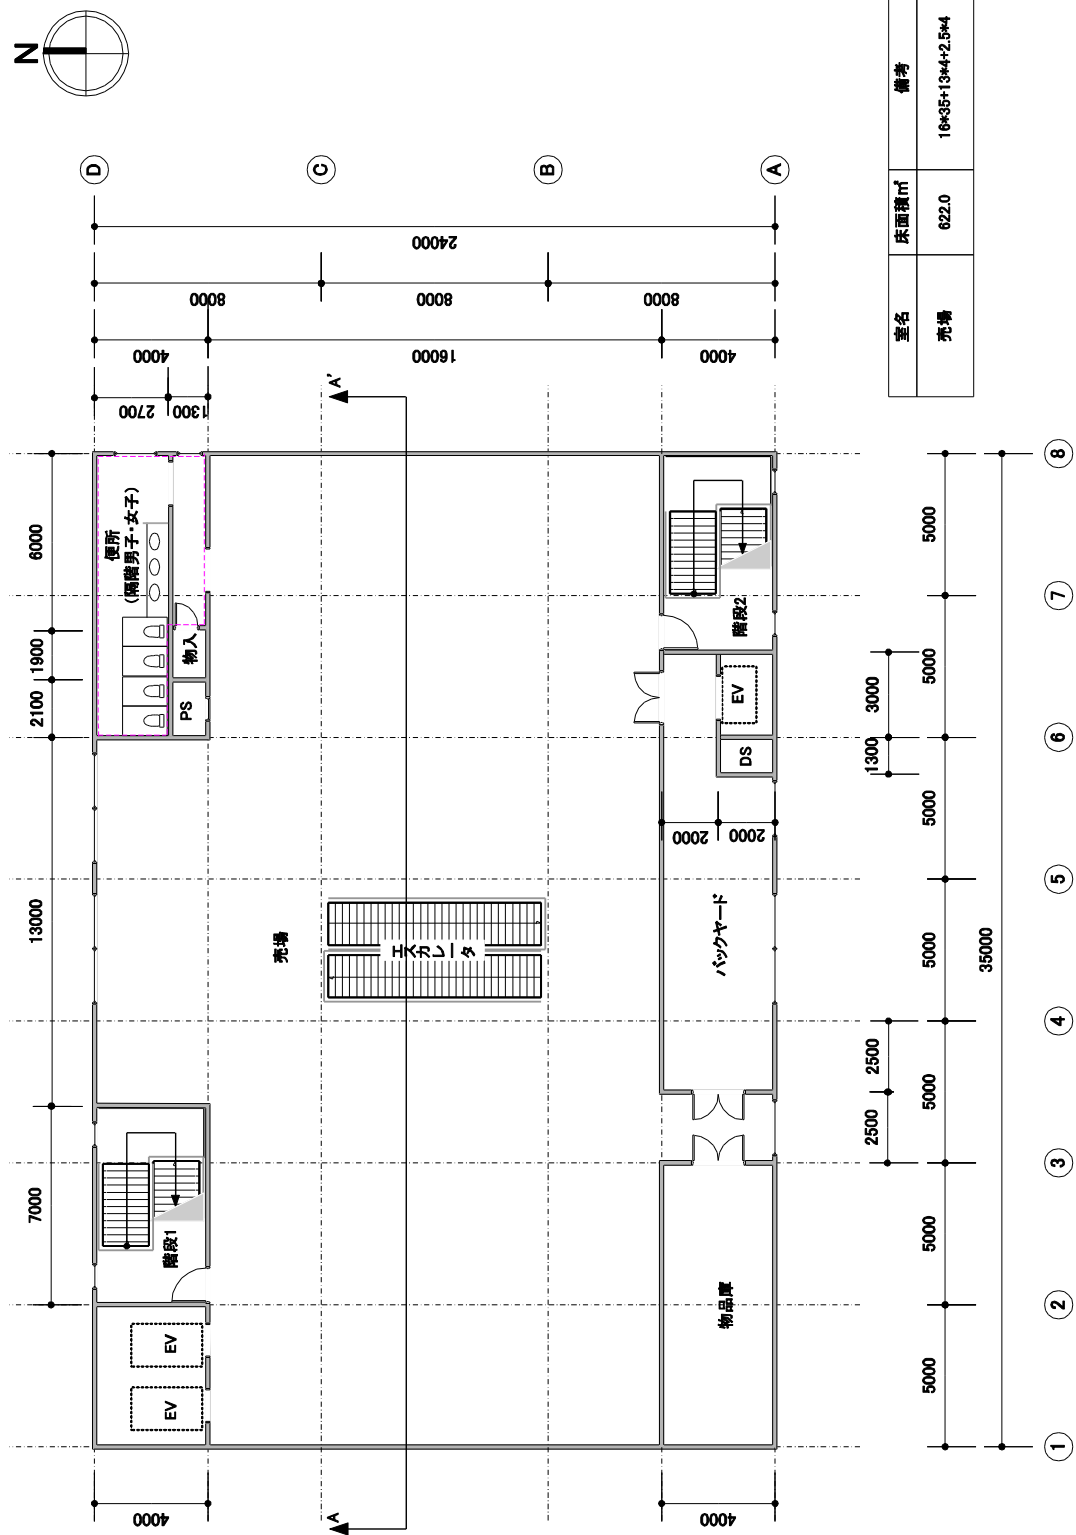 N
6000
1900
2100
13000
7000
4000
D
C
B
A
24000
8000
8000
8000
4000
16000
4000
2700
1300
A'
便所
(隔階男子・女子)
物入
PS
売場
エスカレータ
階段1
EV
EV
階段2
EV
DS
2000
2000
バックヤード
物品庫
4000
A
3000
1300
2500
2500
5000
5000
5000
5000
5000
5000
5000
35000
1
2
3
4
5
6
7
8
室名 床面積㎡ 備考
売場 622.0 16*35+13*4+2.5*4